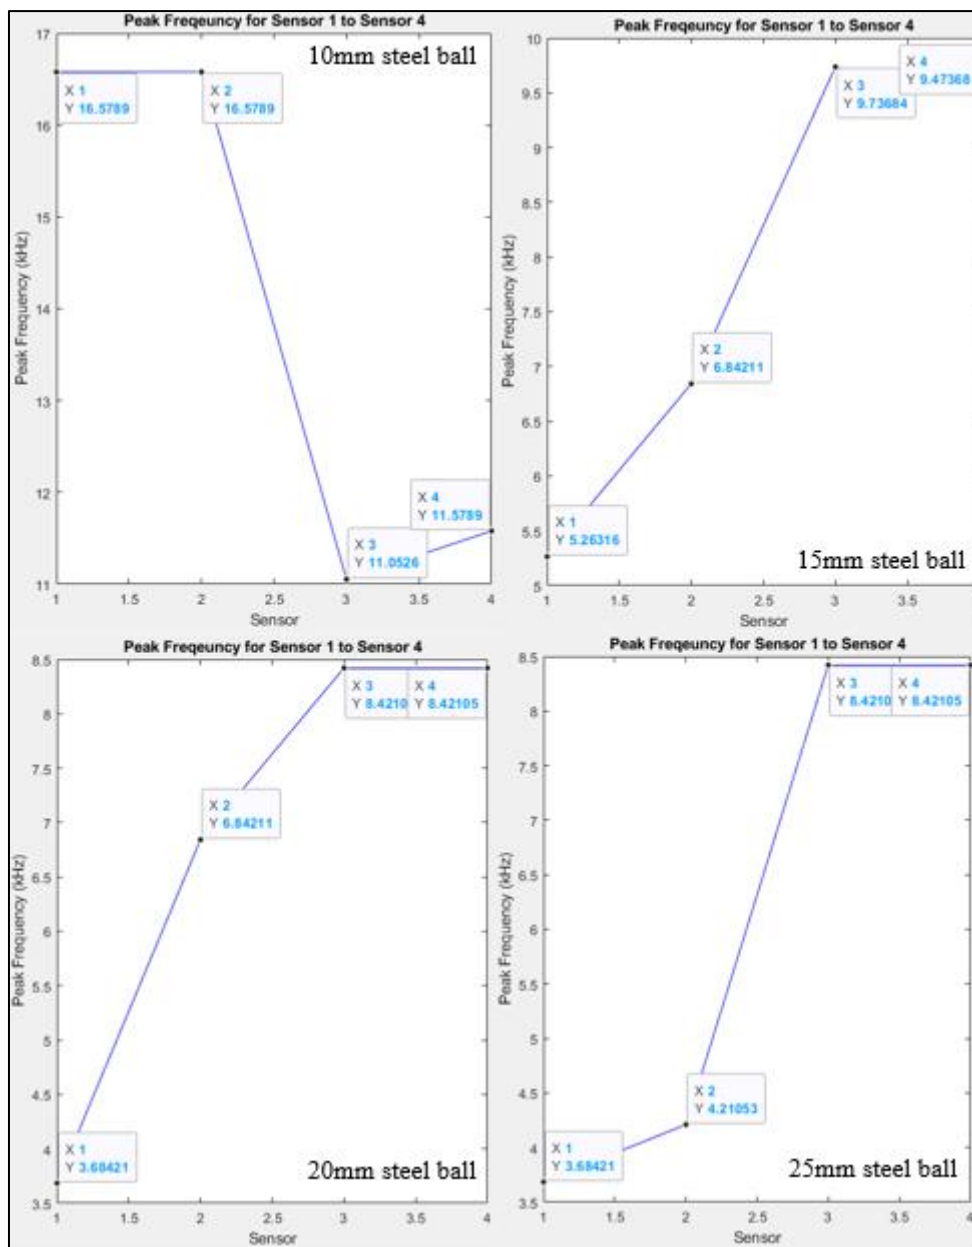 Peak Freqeuncy for Sensor 1 to Sensor 4
10mm steel ball
17
16
15
14
13
12
11
X 1
Y 16.5789
X 2
Y 16.5789
X 3
Y 11.0526
X 4
Y 11.5789
1 1.5 2 2.5 3 3.5 4
Sensor
Peak Frequency (kHz)
Peak Freqeuncy for Sensor 1 to Sensor 4
15mm steel ball
10
9.5
9
8.5
8
7.5
7
6.5
6
5.5
5
X 1
Y 5.26316
X 2
Y 6.84211
X 3
Y 9.73684
X 4
Y 9.47368
1 1.5 2 2.5 3 3.5
Sensor
Peak Frequency (kHz)
Peak Freqeuncy for Sensor 1 to Sensor 4
20mm steel ball
8.5
8
7.5
7
6.5
6
5.5
5
4.5
4
3.5
X 1
Y 3.68421
X 2
Y 6.84211
X 3
Y 8.4210
X 4
Y 8.42105
1 1.5 2 2.5 3 3.5 4
Sensor
Peak Frequency (kHz)
Peak Freqeuncy for Sensor 1 to Sensor 4
25mm steel ball
8.5
8
7.5
7
6.5
6
5.5
5
4.5
4
3.5
X 1
Y 3.68421
X 2
Y 4.21053
X 3
Y 8.4210
X 4
Y 8.42105
1 1.5 2 2.5 3 3.5 4
Sensor
Peak Frequency (kHz)